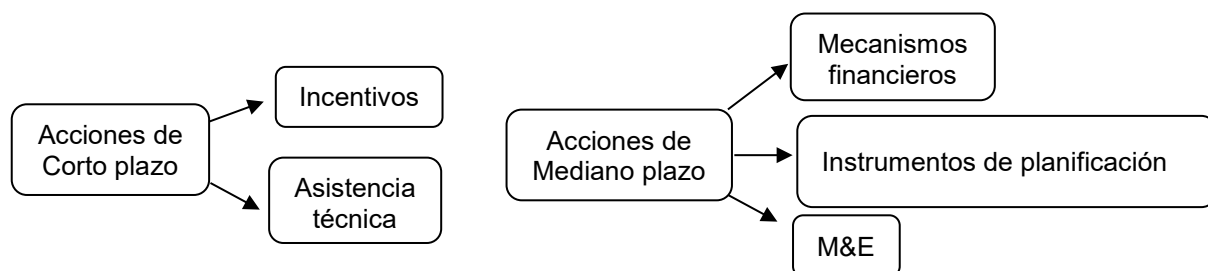 Acciones de
Corto plazo
Incentivos
Asistencia
técnica
Acciones de
Mediano plazo
Mecanismos
financieros
Instrumentos de planificación
M&E